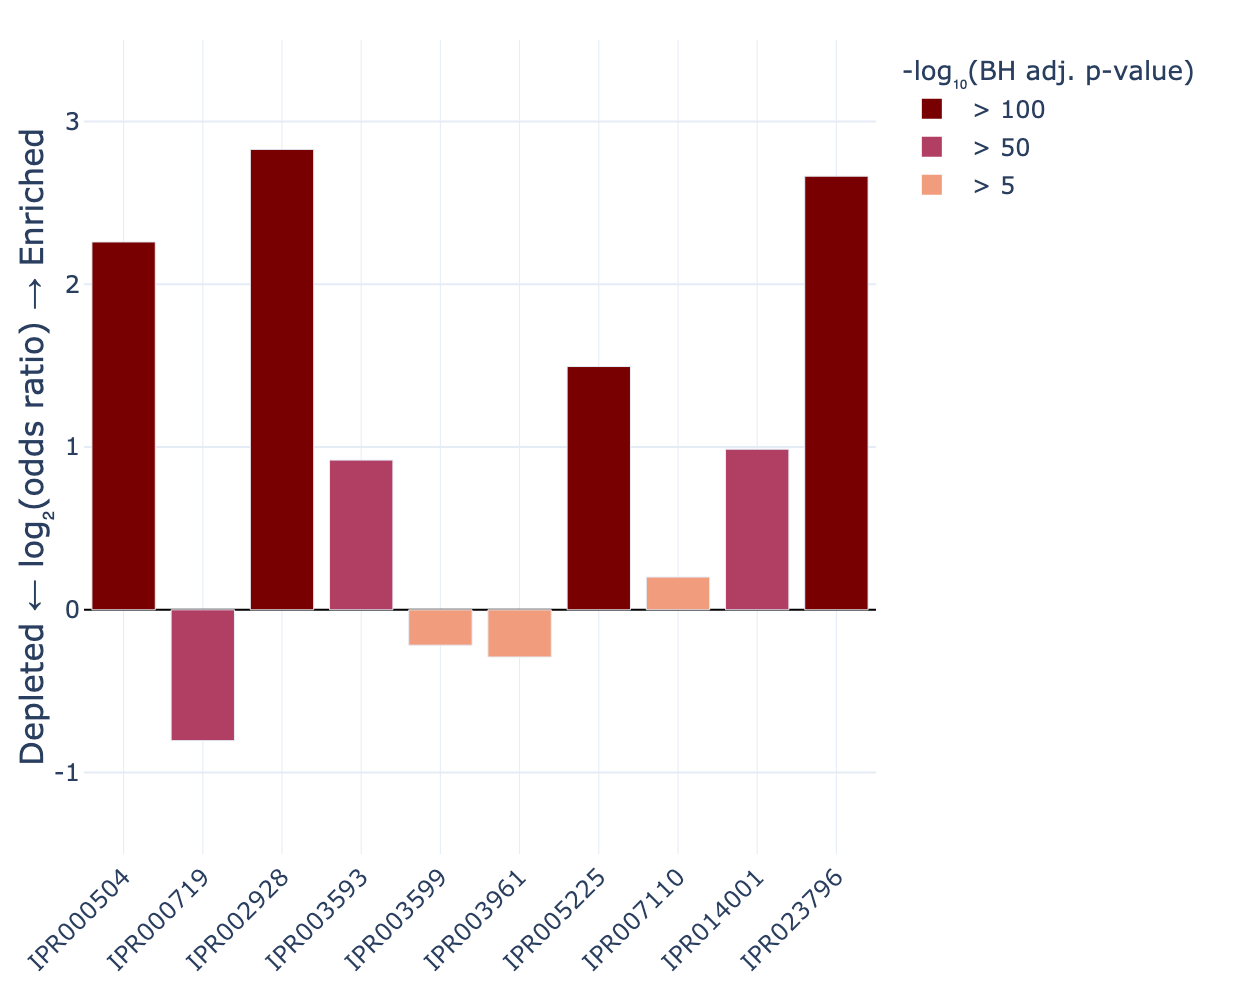 -log10(BH adj. p-value)
> 100
> 50
> 5
Depleted ← log2(odds ratio) → Enriched
3
2
1
0
-1
IPR000504
IPR000719
IPR002928
IPR003593
IPR003599
IPR003961
IPR005225
IPR007110
IPR014001
IPR023796